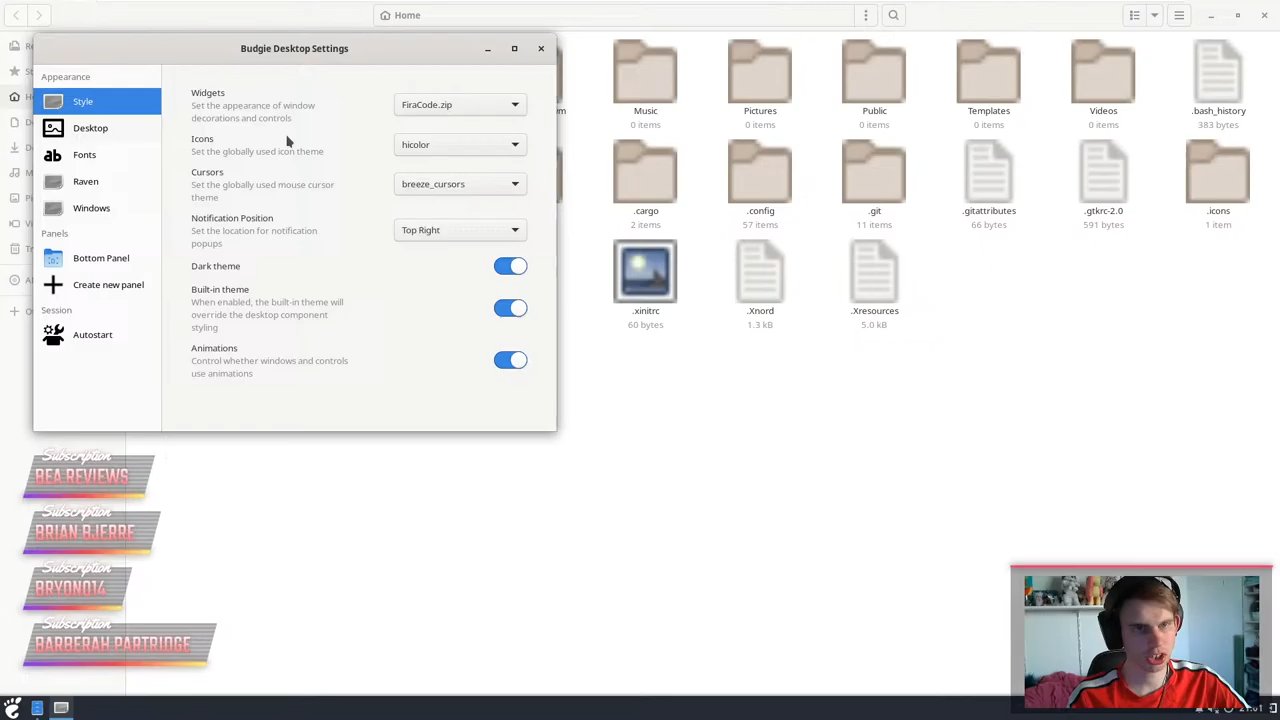 Home
Budgie Desktop Settings
Appearance
Style
Desktop
Fonts
Raven
Windows
Panels
Bottom Panel
Create new panel
Session
Autostart
Widgets
Set the appearance of window
decorations and controls
FiraCode.zip
Icons
Set the globally used icon theme
hicolor
Cursors
Set the globally used mouse cursor
theme
breeze_cursors
Notification Position
Set the location for notification
popups
Top Right
Dark theme
Built-in theme
When enabled, the built-in theme will
override the desktop component
styling
Animations
Control whether windows and controls
use animations
Music
0 items
Pictures
0 items
Public
0 items
Templates
0 items
Videos
0 items
.bash_history
383 bytes
.cargo
2 items
.config
57 items
.git
11 items
.gitattributes
66 bytes
.gtkrc-2.0
591 bytes
.icons
1 item
.xinitrc
60 bytes
.Xnord
1.3 kB
.Xresources
5.0 kB
Subscription
BEA REVIEWS
Subscription
BRIAN BJERRE
Subscription
BRYONO14
Subscription
BARBERAH PARTRIDGE